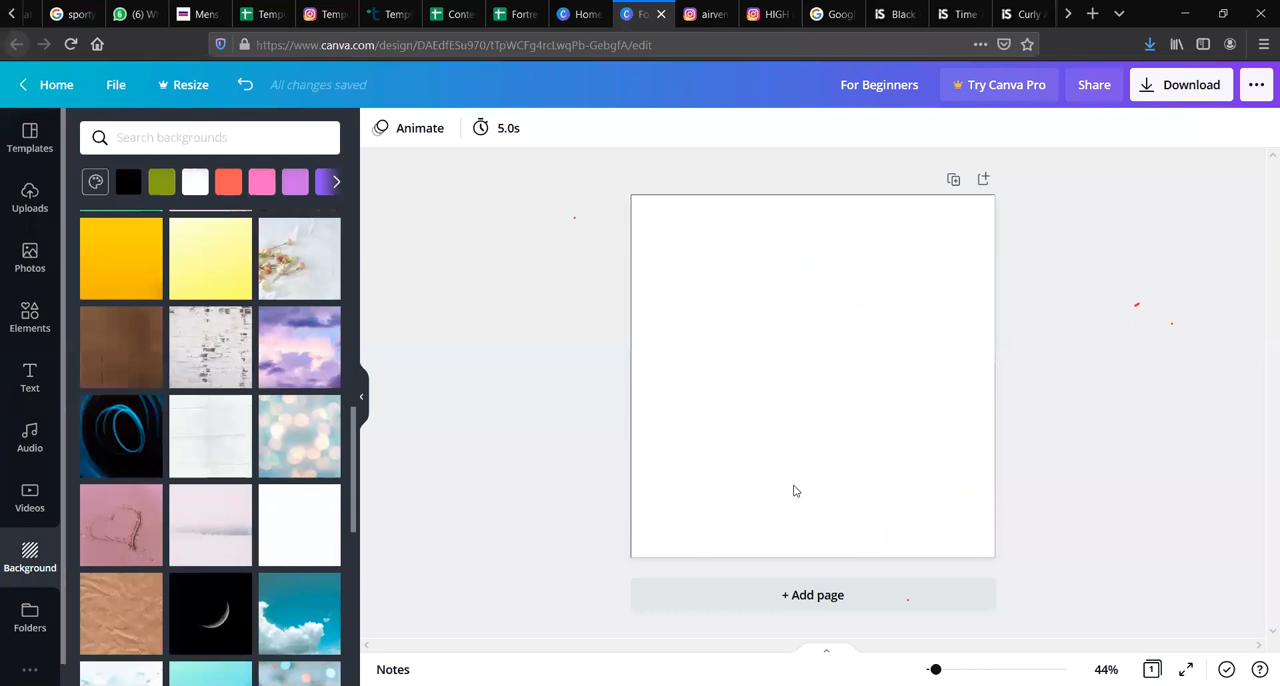 sporty
(6) W
Mens
Temp
Temp
Temp
Conte
Fortre
Home
Fo
airven
HIGH
Googl
Black
Time
Curly
https://www.canva.com/design/DAEdfESu970/tTpWCFg4rcLwqPb-GebgfA/edit
Home
File
Resize
All changes saved
For Beginners
Try Canva Pro
Share
Download
Templates
Uploads
Photos
Elements
Text
Audio
Videos
Background
Folders
Search backgrounds
Animate
5.0s
+ Add page
Notes
44%
1